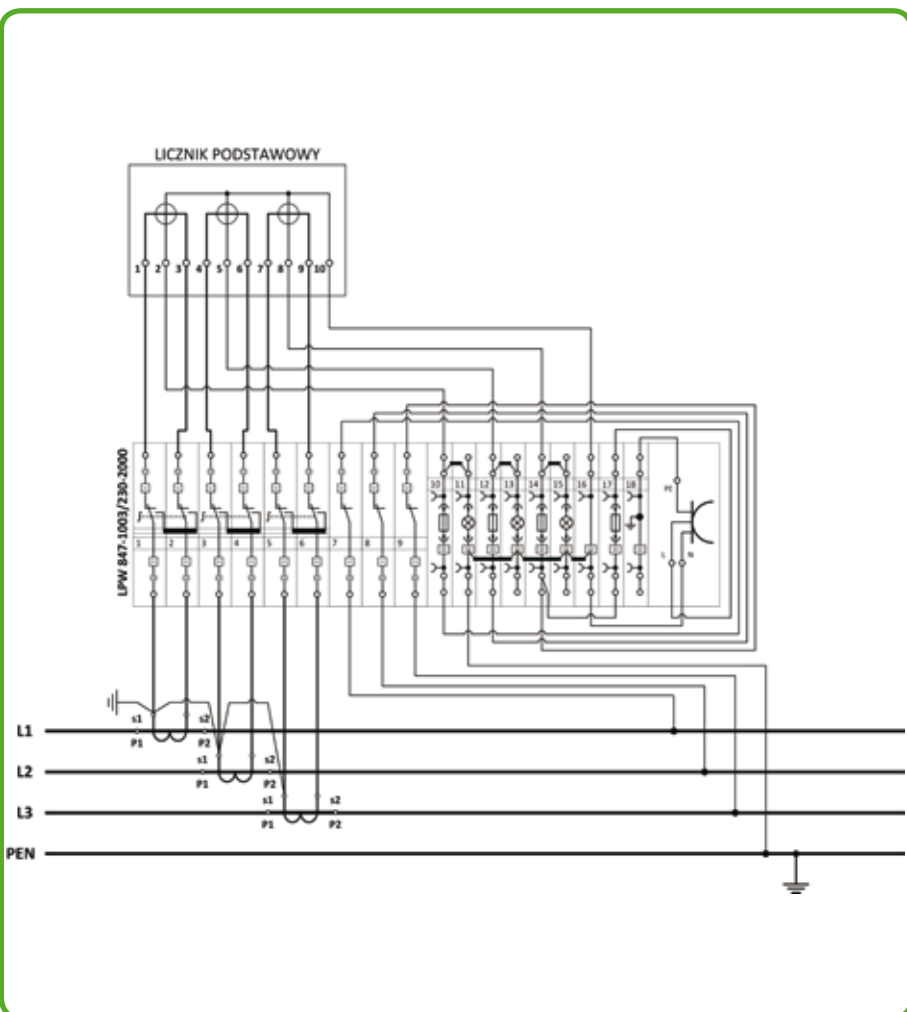 LICZNIK PODSTAWOWY
1 2 3 4 5 6 7 8 9 10
LPW 847-1003/230-2000
10 11 12 13 14 15 16 17 18
PE
1 2 3 4 5 6 7 8 9
L N
s1 s2
L1
P1 P2
s1 s2
L2
P1 P2
s1 s2
L3
P1 P2
PEN